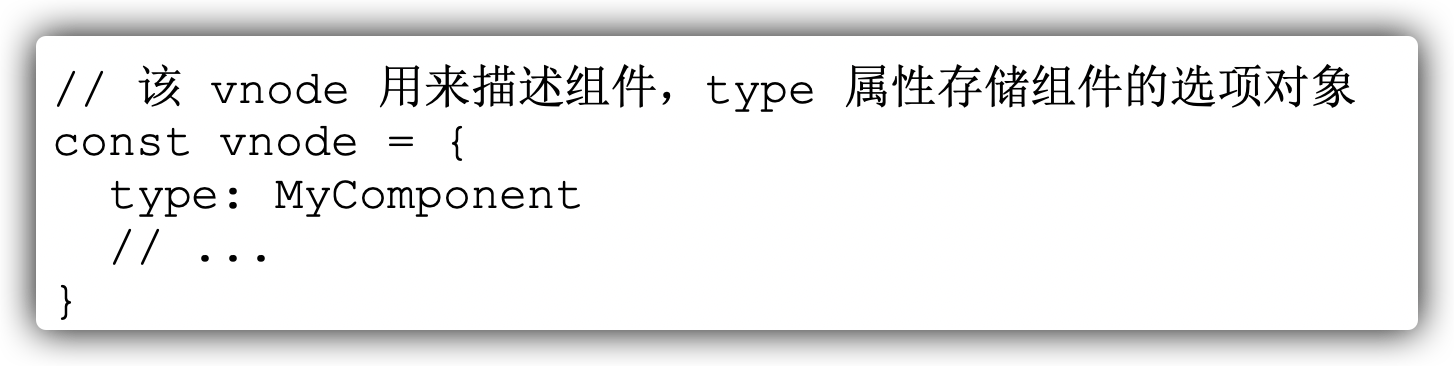 // 该 vnode 用来描述组件，type 属性存储组件的选项对象
const vnode = {
  type: MyComponent
  // ...
}